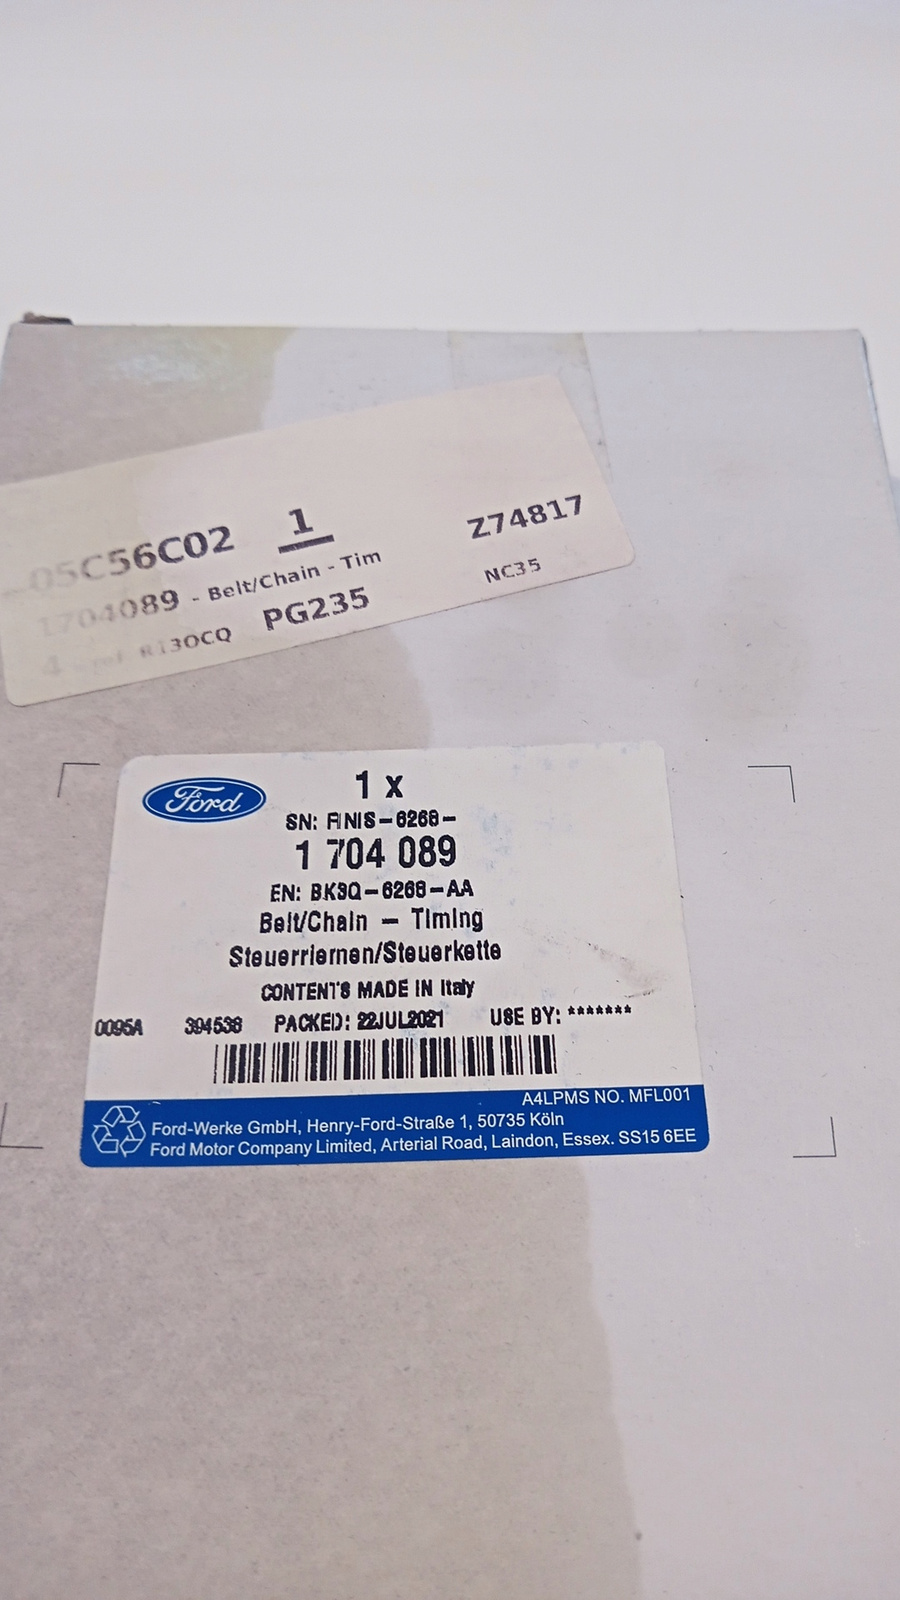 05C56C02 1 Z74817
1704089 - Belt/Chain - Tim
R13OCQ PG235 NC35
Ford
1 x
SN: FINIS-6268-
1 704 089
EN: BK3Q-6268-AA
Belt/Chain - Timing
Steuerriemen/Steuerkette
CONTENTS MADE IN Italy
0095A 394536 PACKED: 22JUL2021 USE BY: *******
A4LPMS NO. MFL001
Ford-Werke GmbH, Henry-Ford-Straße 1, 50735 Köln
Ford Motor Company Limited, Arterial Road, Laindon, Essex. SS15 6EE